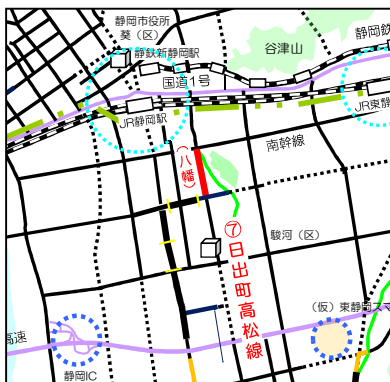 静岡市役所
葵（区）
静鉄新静岡駅
谷津山
静岡鉄
国道1号
JR静岡駅
JR東静
（八幡）
南幹線
⑦日出町高松線
駿河（区）
（仮）東静岡スマ
高速
静岡IC